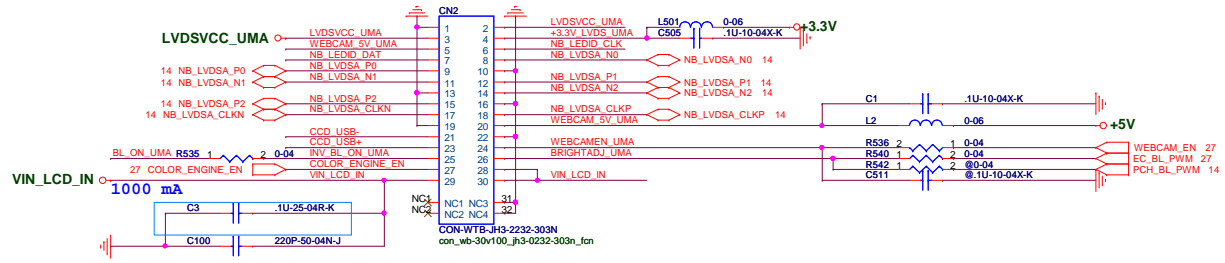 CN2
LVDSVCC_UMA
LVDSVCC_UMA
WEBCAM_5V_UMA
NB_LEDID_DAT
14 NB_LVDSA_P0 NB_LVDSA_P0
14 NB_LVDSA_N1 NB_LVDSA_N1
14 NB_LVDSA_P2 NB_LVDSA_P2
14 NB_LVDSA_CLKN NB_LVDSA_CLKN
CCD_USB-
CCD_USB+
BL_ON_UMA R535 1 2 0-04 INV_BL_ON_UMA
27 COLOR_ENGINE_EN COLOR_ENGINE_EN
VIN_LCD_IN VIN_LCD_IN
1000 mA
C3 .1U-25-04R-K
C100 220P-50-04N-J
1 2
3 4
5 6
7 8
9 10
11 12
13 14
15 16
17 18
19 20
21 22
23 24
25 26
27 28
29 30
NC1 NC1 NC3 31
NC2 NC2 NC4 32
CON-WTB-JH3-2232-303N
con_wb-30v100_jh3-0232-303n_fcn
LVDSVCC_UMA L501 0-06 +3.3V
+3.3V_LVDS_UMA C505 .1U-10-04X-K
NB_LEDID_CLK
NB_LVDSA_N0 NB_LVDSA_N0 14
NB_LVDSA_P1 NB_LVDSA_P1 14
NB_LVDSA_N2 NB_LVDSA_N2 14
NB_LVDSA_CLKP NB_LVDSA_CLKP 14
WEBCAM_5V_UMA
C1 .1U-10-04X-K
L2 0-06 +5V
WEBCAMEN_UMA R536 2 1 0-04 WEBCAM_EN 27
BRIGHTADJ_UMA R540 1 2 0-04 EC_BL_PWM 27
R542 1 2 @0-04 PCH_BL_PWM 14
C511 @.1U-10-04X-K
VIN_LCD_IN